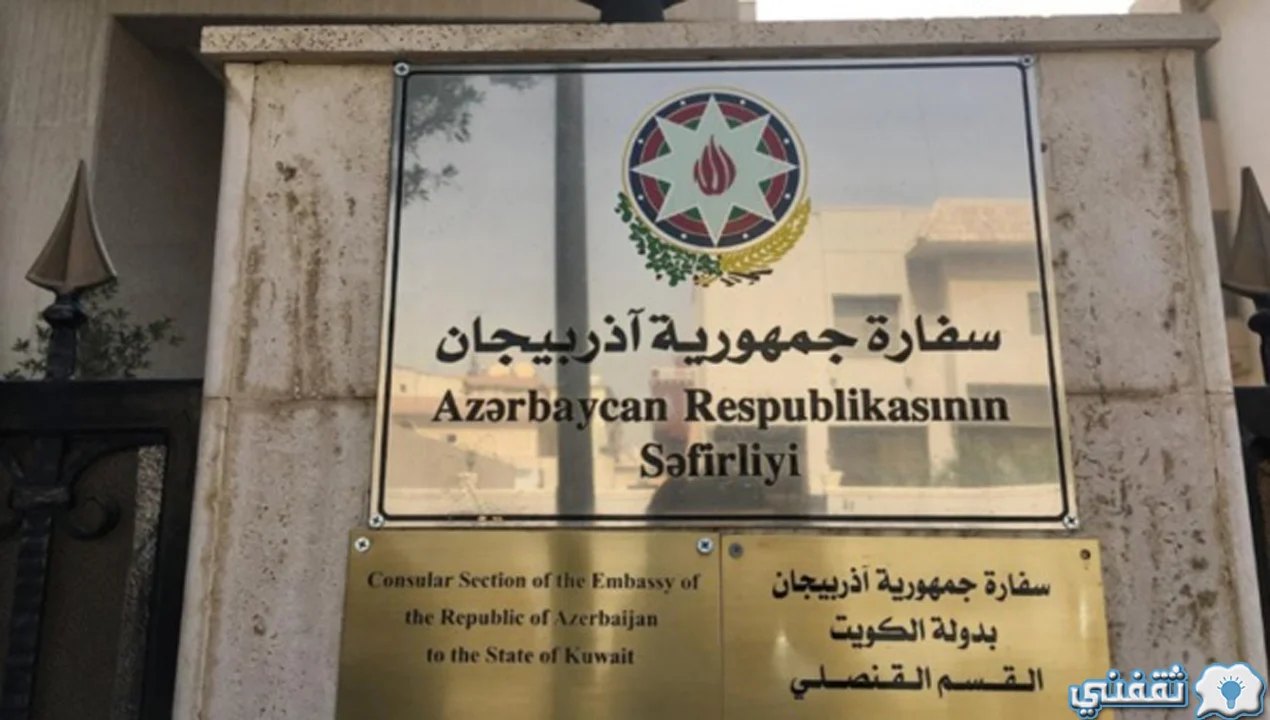 سفارة جمهورية آذربيجان
Azərbaycan Respublikasının
Səfirliyi
Consular Section of the Embassy of
the Republic of Azerbaijan
to the State of Kuwait
سفارة جمهورية آذربيجان
بدولة الكويت
القسم القنصلي
ثقفني